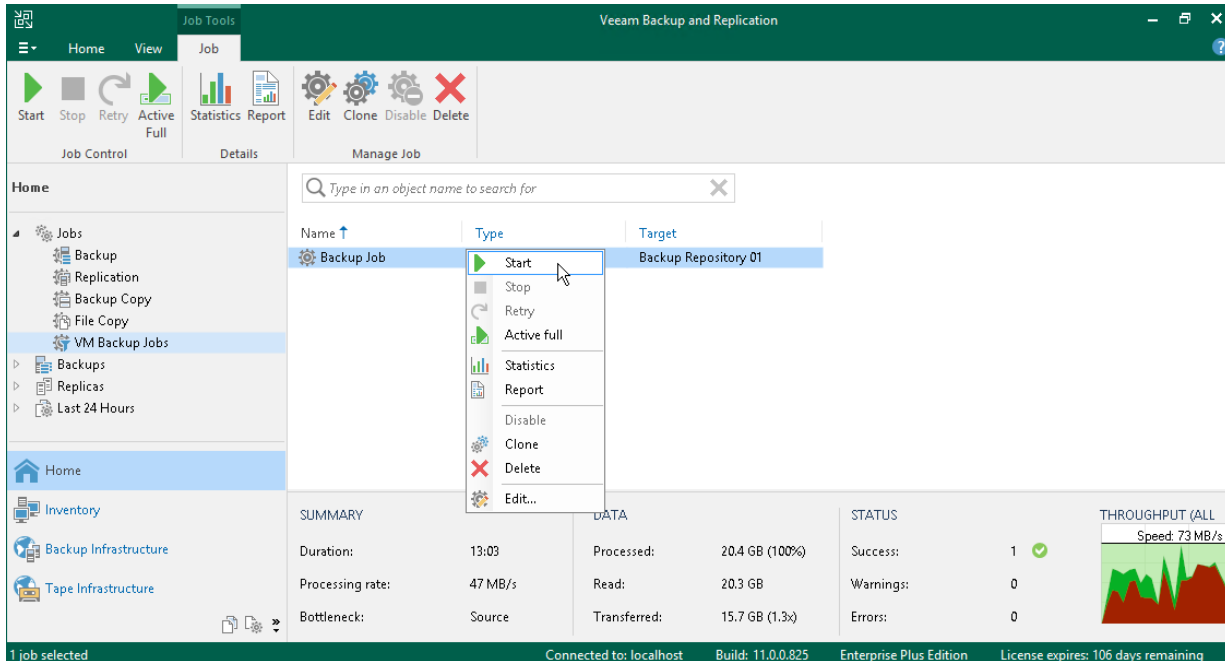 Job Tools
Veeam Backup and Replication
Home View Job
Start Stop Retry Active Full
Statistics Report
Edit Clone Disable Delete
Job Control Details Manage Job
Home
Type in an object name to search for
Jobs
Backup
Replication
Backup Copy
File Copy
VM Backup Jobs
Backups
Replicas
Last 24 Hours
Home
Inventory
Backup Infrastructure
Tape Infrastructure
Name Type Target
Backup Job Backup Repository 01
Start
Stop
Retry
Active full
Statistics
Report
Disable
Clone
Delete
Edit...
SUMMARY
Duration: 13:03
Processing rate: 47 MB/s
Bottleneck: Source
DATA
Processed: 20.4 GB (100%)
Read: 20.3 GB
Transferred: 15.7 GB (1.3x)
STATUS
Success: 1
Warnings: 0
Errors: 0
THROUGHPUT (ALL
Speed: 73 MB/s
1 job selected Connected to: localhost Build: 11.0.0.825 Enterprise Plus Edition License expires: 106 days remaining